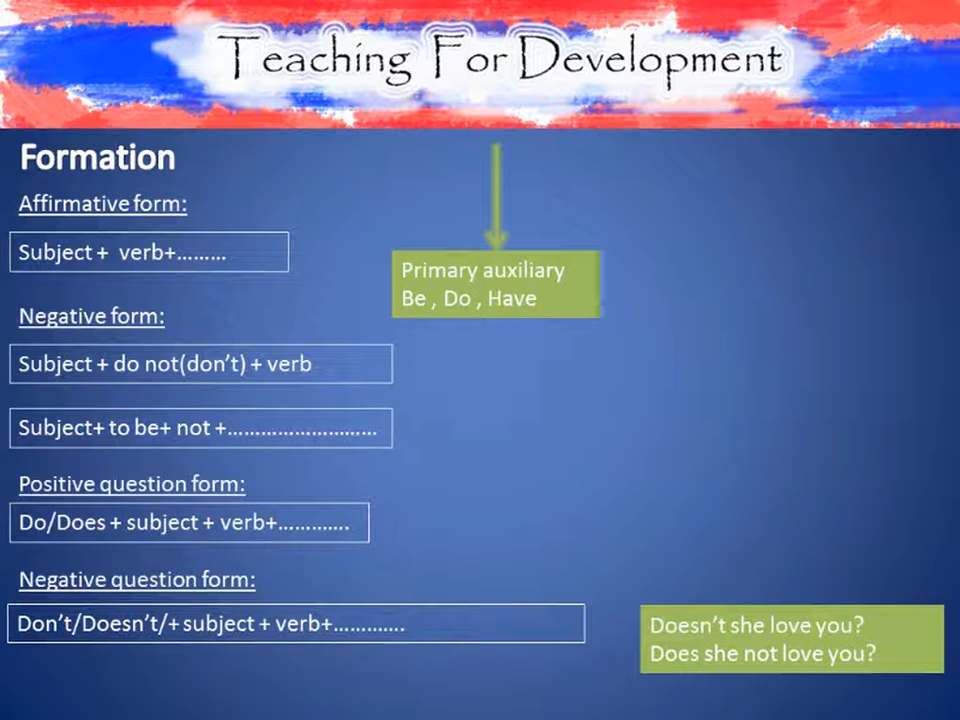 Teaching For Development
Formation
Affirmative form:
Subject + verb+………
Primary auxiliary
Be , Do , Have
Negative form:
Subject + do not(don't) + verb
Subject+ to be+ not +………………………
Positive question form:
Do/Does + subject + verb+………….
Negative question form:
Don't/Doesn't/+ subject + verb+………….
Doesn't she love you?
Does she not love you?